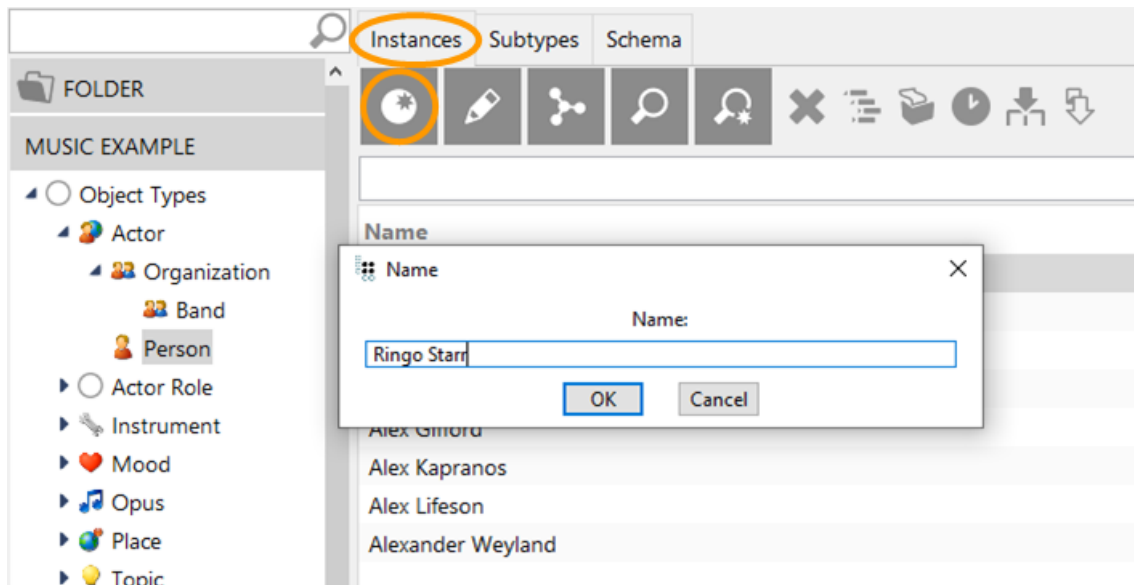 Instances
Subtypes
Schema
FOLDER
MUSIC EXAMPLE
Object Types
Actor
Organization
Band
Person
Actor Role
Instrument
Mood
Opus
Place
Topic
Name
Name
Name:
Ringo Starr
OK
Cancel
Alex Gifford
Alex Kapranos
Alex Lifeson
Alexander Weyland